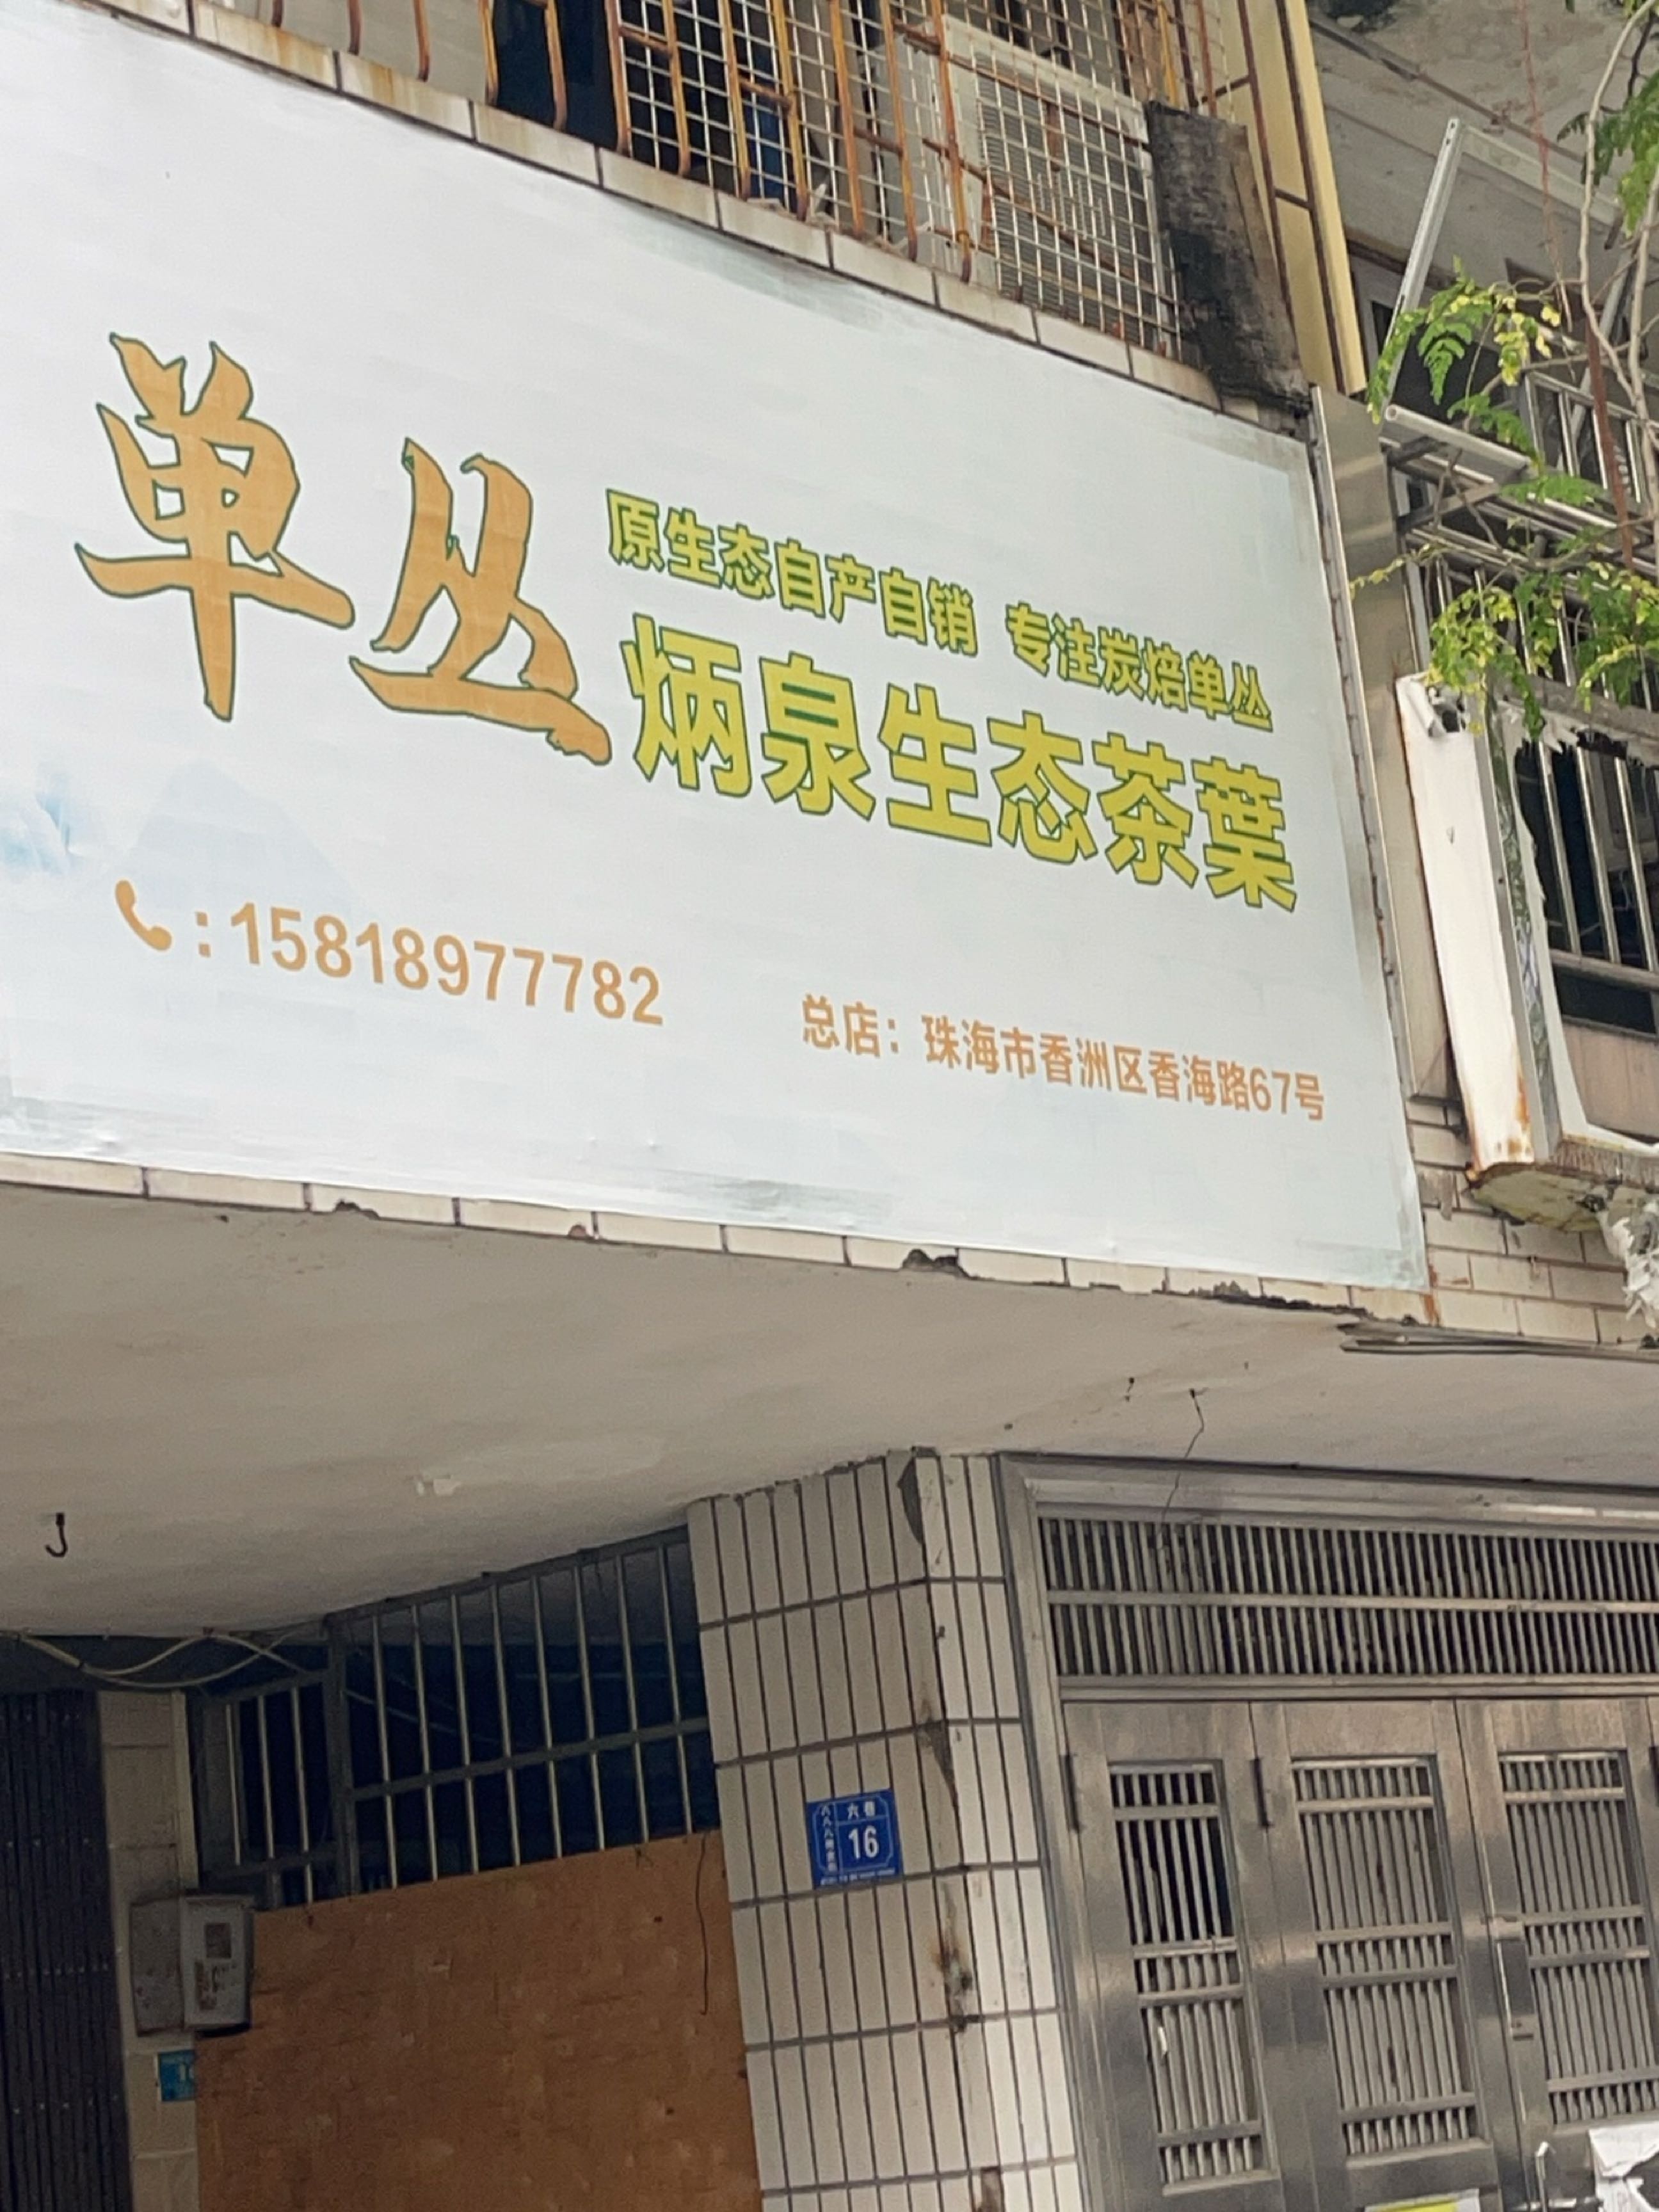 单丛
原生态自产自销 专注炭焙单丛
炳泉生态茶葉
:15818977782
总店：珠海市香洲区香海路67号
六巷
16